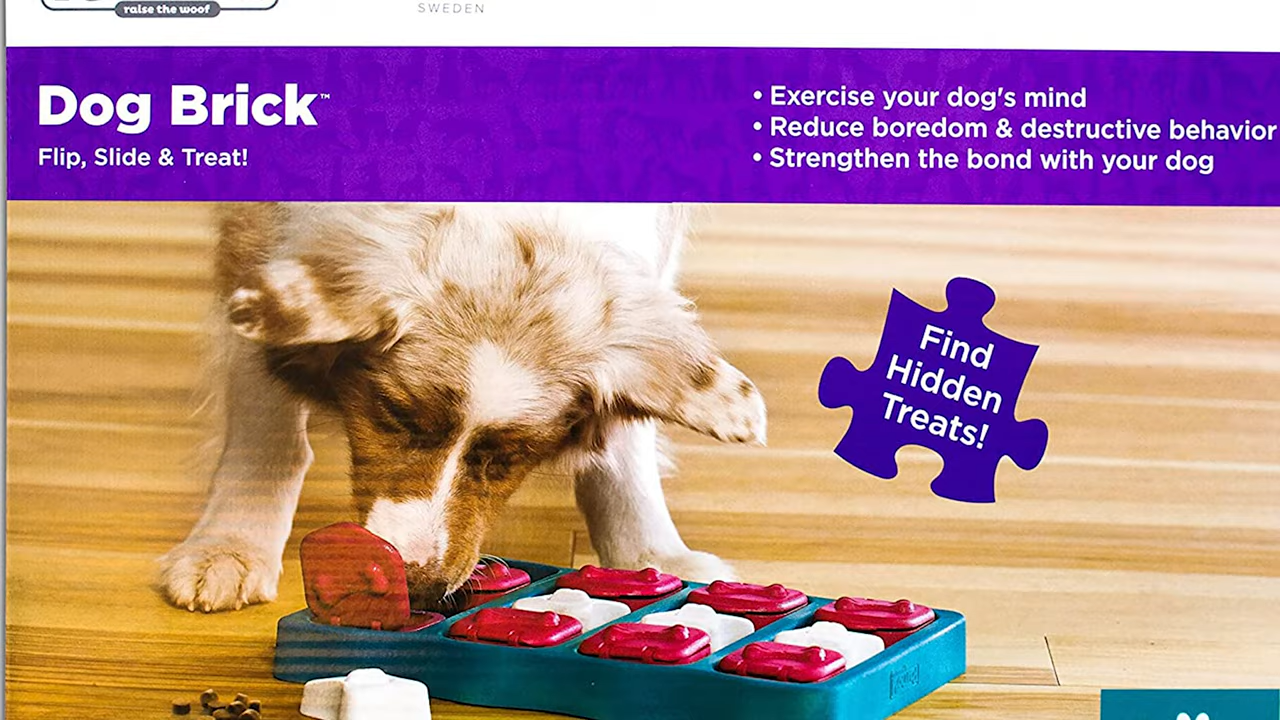 raise the woof
SWEDEN
Dog Brick™
Flip, Slide & Treat!
• Exercise your dog's mind
• Reduce boredom & destructive behavior
• Strengthen the bond with your dog
Find
Hidden
Treats!